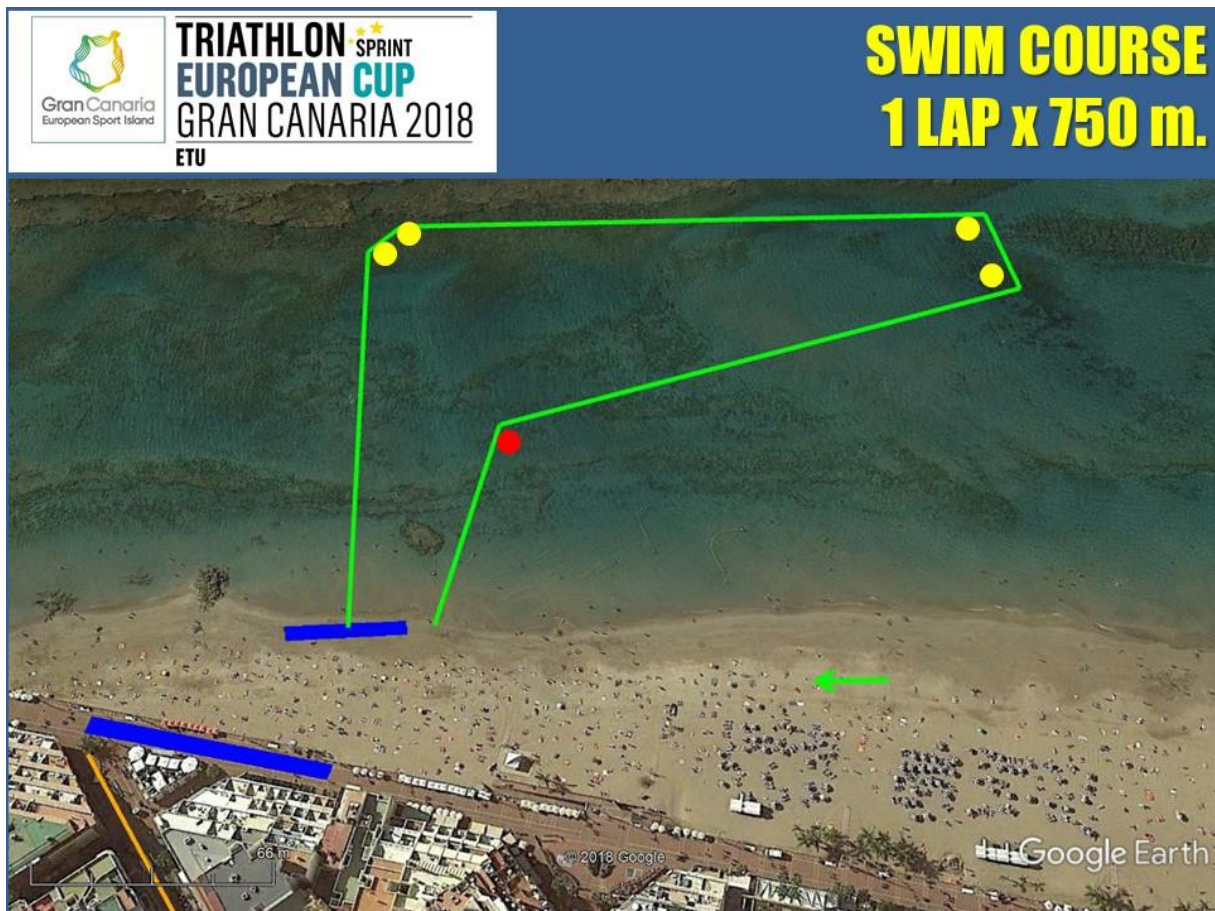 Gran Canaria
European Sport Island
TRIATHLON SPRINT
EUROPEAN CUP
GRAN CANARIA 2018
ETU
SWIM COURSE
1 LAP x 750 m.
66 m
© 2018 Google
Google Earth